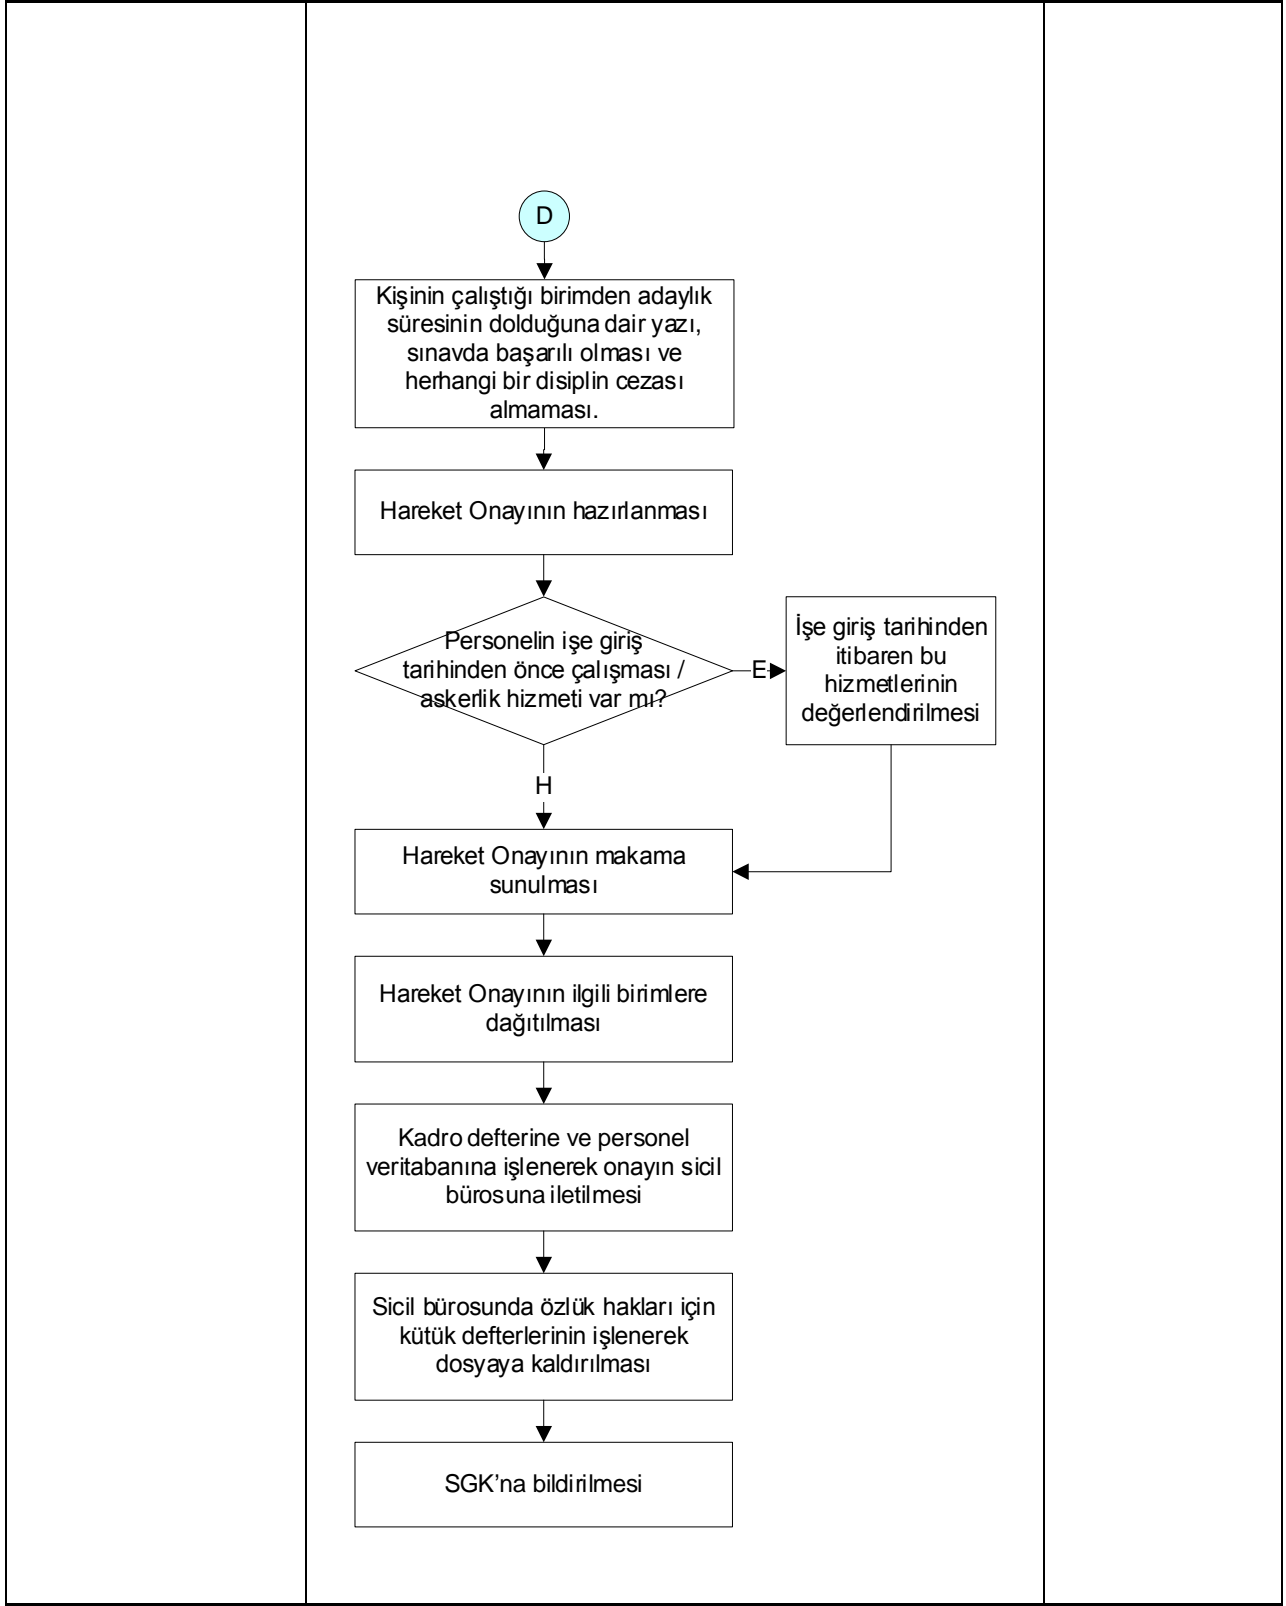 D
Kişinin çalıştığı birimden adaylık
süresinin dolduğuna dair yazı,
sınavda başarılı olması ve
herhangi bir disiplin cezası
almaması.
Hareket Onayının hazırlanması
Personelin işe giriş
tarihinden önce çalışması /
askerlik hizmeti var mı?
E
İşe giriş tarihinden
itibaren bu
hizmetlerinin
değerlendirilmesi
H
Hareket Onayının makama
sunulması
Hareket Onayının ilgili birimlere
dağıtılması
Kadro defterine ve personel
veritabanına işlenerek onayın sicil
bürosuna iletilmesi
Sicil bürosunda özlük hakları için
kütük defterlerinin işlenerek
dosyaya kaldırılması
SGK’na bildirilmesi